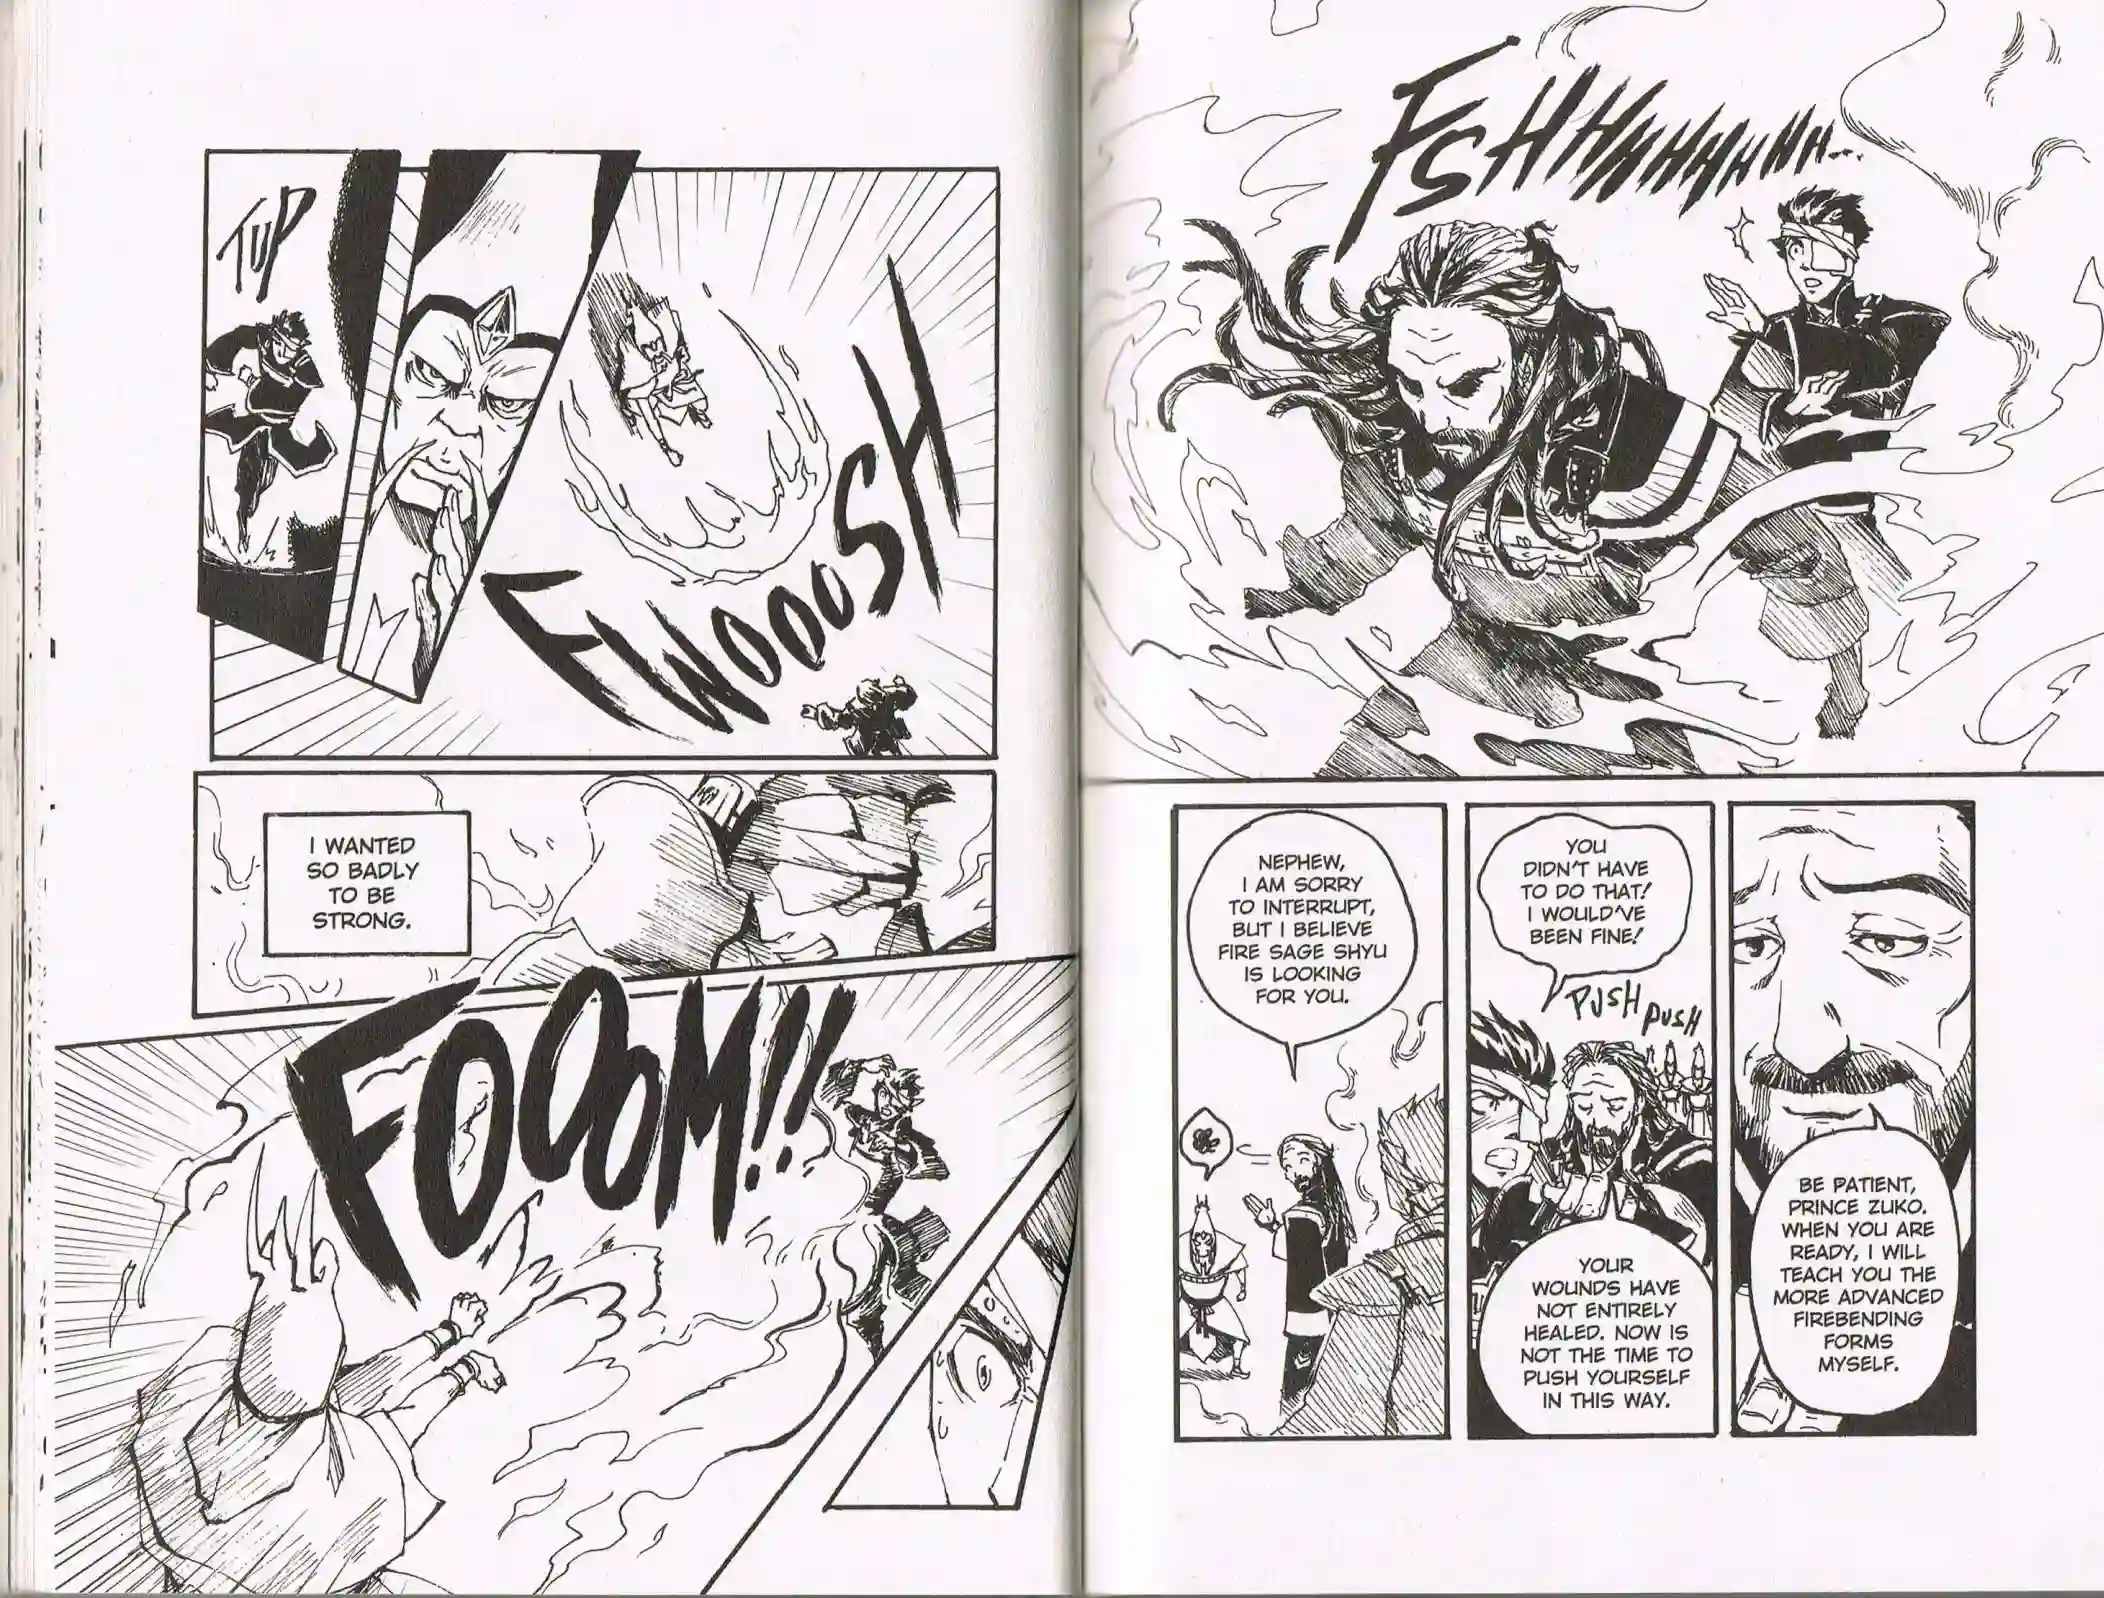 TUP
FWOOOSH
I WANTED
SO BADLY
TO BE
STRONG.
FOOOM!!
FSHHHHHHHHHH...
NEPHEW,
I AM SORRY
TO INTERRUPT,
BUT I BELIEVE
FIRE SAGE SHYU
IS LOOKING
FOR YOU.
YOU
DIDN'T HAVE
TO DO THAT!
I WOULD'VE
BEEN FINE!
PUSH PUSH
YOUR
WOUNDS HAVE
NOT ENTIRELY
HEALED. NOW IS
NOT THE TIME TO
PUSH YOURSELF
IN THIS WAY.
BE PATIENT,
PRINCE ZUKO.
WHEN YOU ARE
READY, I WILL
TEACH YOU THE
MORE ADVANCED
FIREBENDING
FORMS
MYSELF.